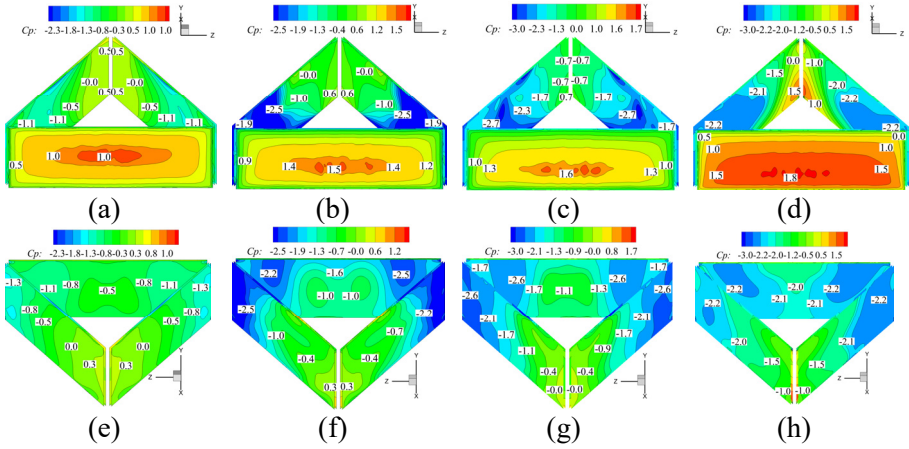 Cp: -2.3-1.8-1.3-0.8-0.3 0.5 1.0 1.0
Y
X
Z
0.5 0.5
-0.0 -0.0
0.5 0.5
-0.5 -0.5
-1.1 -1.1 -1.1
0.5 1.0 1.0
(a)
Cp: -2.5 -1.9 -1.3 -0.4 0.6 1.2 1.5
Y
X
Z
-0.0 -0.0
-1.0 0.6 0.6 -1.0
-2.5 -2.5
-1.9 -1.9
0.9 1.4 1.5 1.4 1.2
(b)
Cp: -3.0 -1.3 0.0 0.6 1.6 1.7
Y
X
Z
-0.7 -0.7
-0.7 -0.7
-1.7 0.7 -1.7
-2.3
-2.7 -2.7 -1.7
1.0 1.3 1.6 1.3 1.0
(c)
Cp: -3.0-2.2-2.0-1.2-0.5 0.5 1.5
Y
X
Z
0.0 -1.0
-1.5 -2.0
1.5 1.0
-2.2 -2.2
-2.2 -2.2
0.0
1.0 1.0
1.5 1.8 1.5
(d)
Cp: -2.3-1.8-1.3-0.8-0.3 0.3 0.8 1.0
-1.3 -1.1 -0.8 -0.5 -0.8 -1.1 -1.3
-0.8 -0.8
-0.5 -0.5
0.0 0.0
0.3 0.3
Y
Z
X
(e)
Cp: -2.5 -1.9 -1.3 -0.7 -0.0 0.6 1.2
-2.2 -1.6 -2.5
-1.0 -1.0
-2.5 -2.2
-1.0 -0.7
-0.4 -0.4
0.3 0.3
Y
Z
X
(f)
Cp: -3.0 -2.1 -1.3 -0.9 -0.0 0.8 1.7
-1.7 -1.7
-2.6 -1.1 -1.3 -2.6
-2.6 -2.6
-2.1 -1.7
-1.7 -1.1 -0.9
-0.4 -0.4
-0.0 -0.0
Y
Z
X
(g)
Cp: -3.0-2.2-2.0-1.2-0.5 0.5 1.5
-2.2 -2.0 -2.2
-2.2 -2.1 -2.1 -2.2
-2.0 -2.1
-1.5 -1.5
-1.0 -1.0
Y
Z
X
(h)